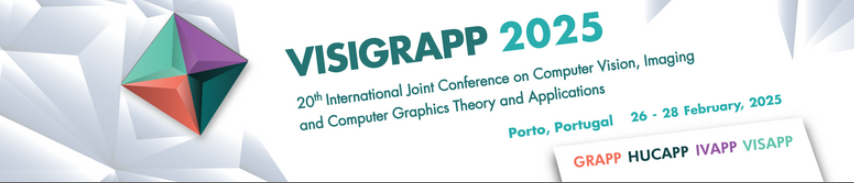 VISIGRAPP 2025
20th International Joint Conference on Computer Vision, Imaging
and Computer Graphics Theory and Applications
Porto, Portugal 26 - 28 February, 2025
GRAPP HUCAPP IVAPP VISAPP